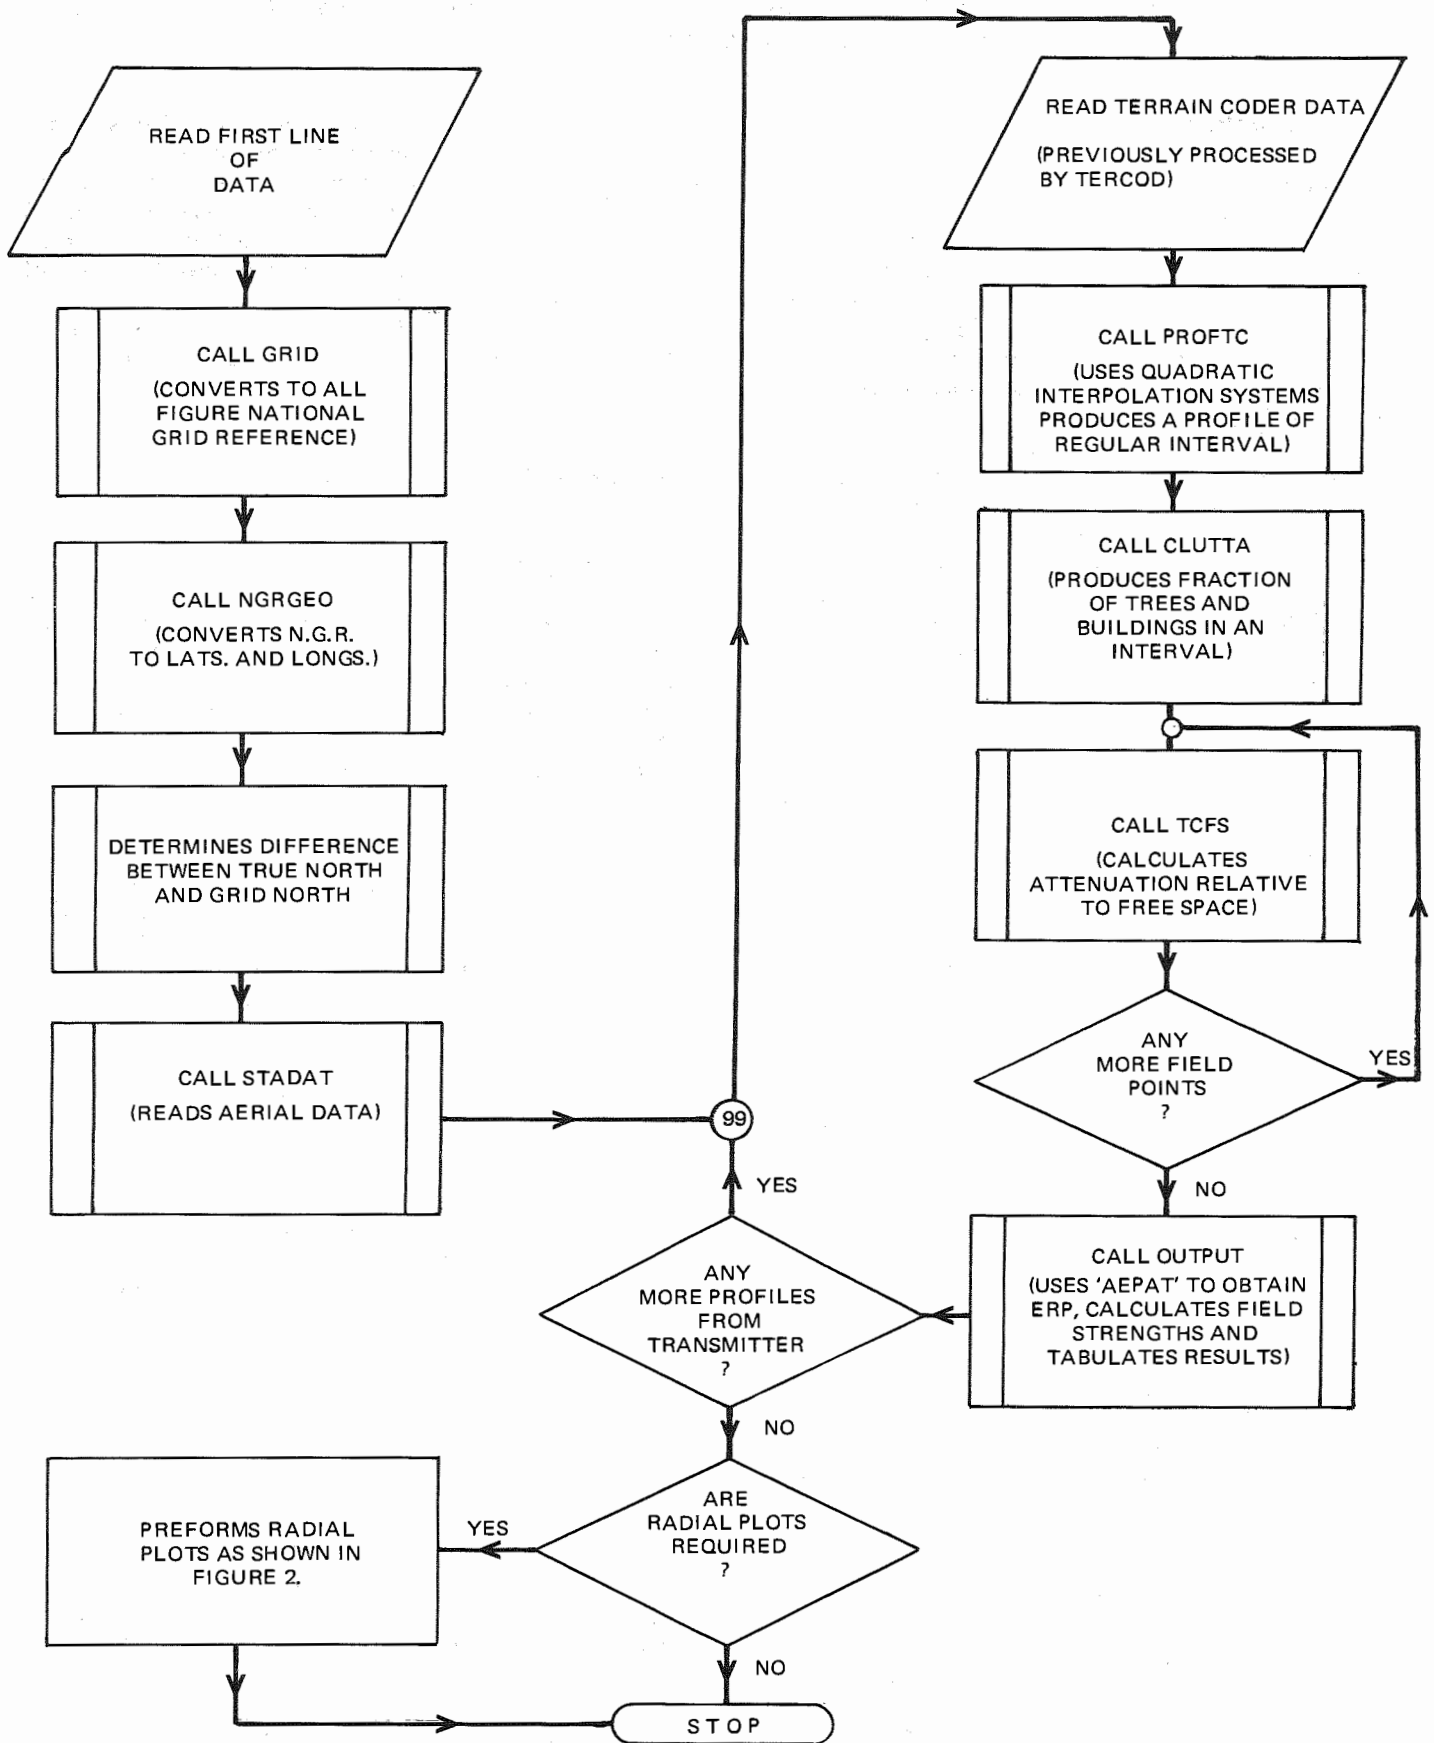 READ FIRST LINE
OF
DATA
CALL GRID
(CONVERTS TO ALL
FIGURE NATIONAL
GRID REFERENCE)
CALL NGRGEO
(CONVERTS N.G.R.
TO LATS. AND LONGS.)
DETERMINES DIFFERENCE
BETWEEN TRUE NORTH
AND GRID NORTH
CALL STADAT
(READS AERIAL DATA)
99
READ TERRAIN CODER DATA
(PREVIOUSLY PROCESSED
BY TERCOD)
CALL PROFTC
(USES QUADRATIC
INTERPOLATION SYSTEMS
PRODUCES A PROFILE OF
REGULAR INTERVAL)
CALL CLUTTA
(PRODUCES FRACTION
OF TREES AND
BUILDINGS IN AN
INTERVAL)
CALL TCFS
(CALCULATES
ATTENUATION RELATIVE
TO FREE SPACE)
ANY
MORE FIELD
POINTS
?
YES
NO
CALL OUTPUT
(USES 'AEPAT' TO OBTAIN
ERP, CALCULATES FIELD
STRENGTHS AND
TABULATES RESULTS)
YES
ANY
MORE PROFILES
FROM
TRANSMITTER
?
NO
ARE
RADIAL PLOTS
REQUIRED
?
YES
PREFORMS RADIAL
PLOTS AS SHOWN IN
FIGURE 2.
NO
STOP